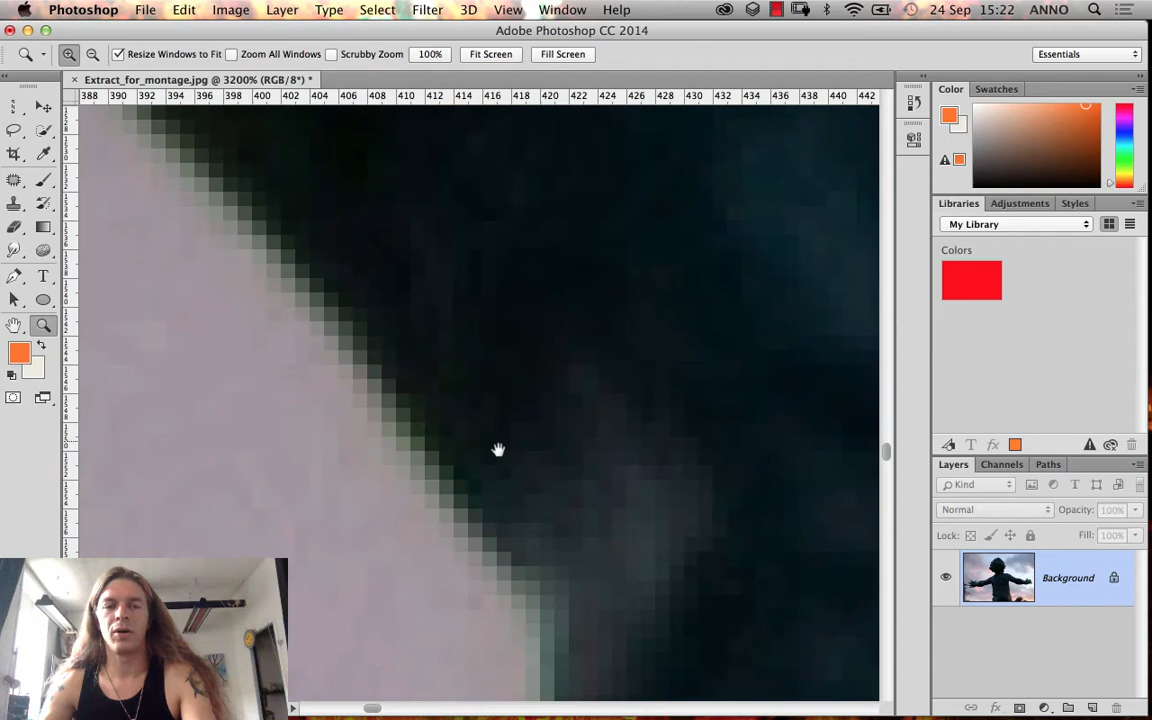 Photoshop File Edit Image Layer Type Select Filter 3D View Window Help 24 Sep 15:22 ANNO
Adobe Photoshop CC 2014
Resize Windows to Fit Zoom All Windows Scrubby Zoom 100% Fit Screen Fill Screen Essentials
Extract_for_montage.jpg @ 3200% (RGB/8*) *
388 390 392 394 396 398 400 402 404 406 408 410 412 414 416 418 420 422 424 426 428 430 432 434 436 438 440 442
Color Swatches
Libraries Adjustments Styles
My Library
Colors
Layers Channels Paths
Kind
Normal Opacity: 100%
Lock: Fill: 100%
Background